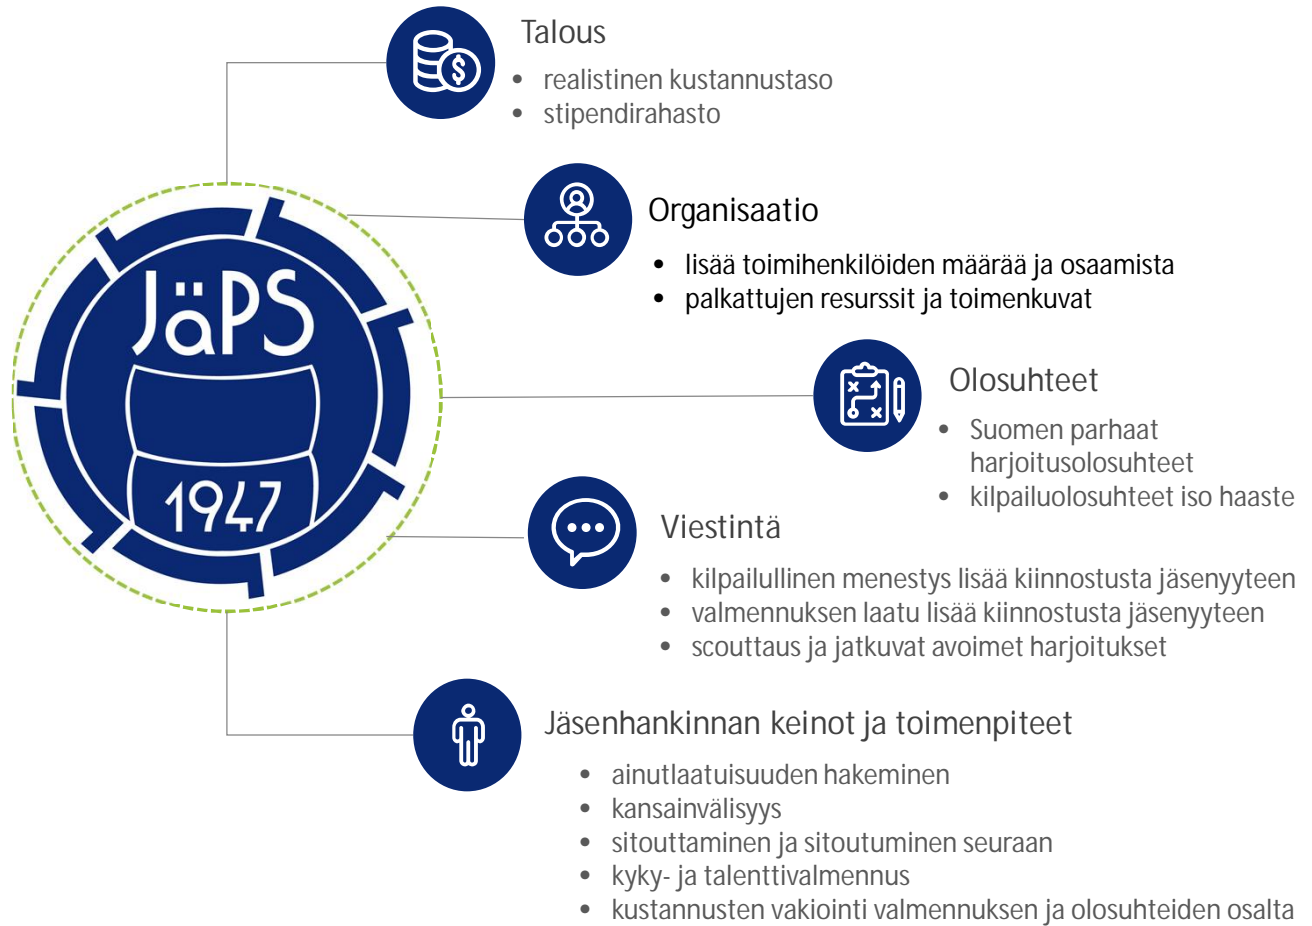 Talous
• realistinen kustannustaso
• stipendirahasto
Organisaatio
• lisää toimihenkilöiden määrää ja osaamista
• palkattujen resurssit ja toimenkuvat
JäPS
1947
Olosuhteet
• Suomen parhaat
harjoitusolosuhteet
• kilpailuolosuhteet iso haaste
Viestintä
• kilpailullinen menestys lisää kiinnostusta jäsenyyteen
• valmennuksen laatu lisää kiinnostusta jäsenyyteen
• scouttaus ja jatkuvat avoimet harjoitukset
Jäsenhankinnan keinot ja toimenpiteet
• ainutlaatuisuuden hakeminen
• kansainvälisyys
• sitouttaminen ja sitoutuminen seuraan
• kyky- ja talenttivalmennus
• kustannusten vakiointi valmennuksen ja olosuhteiden osalta